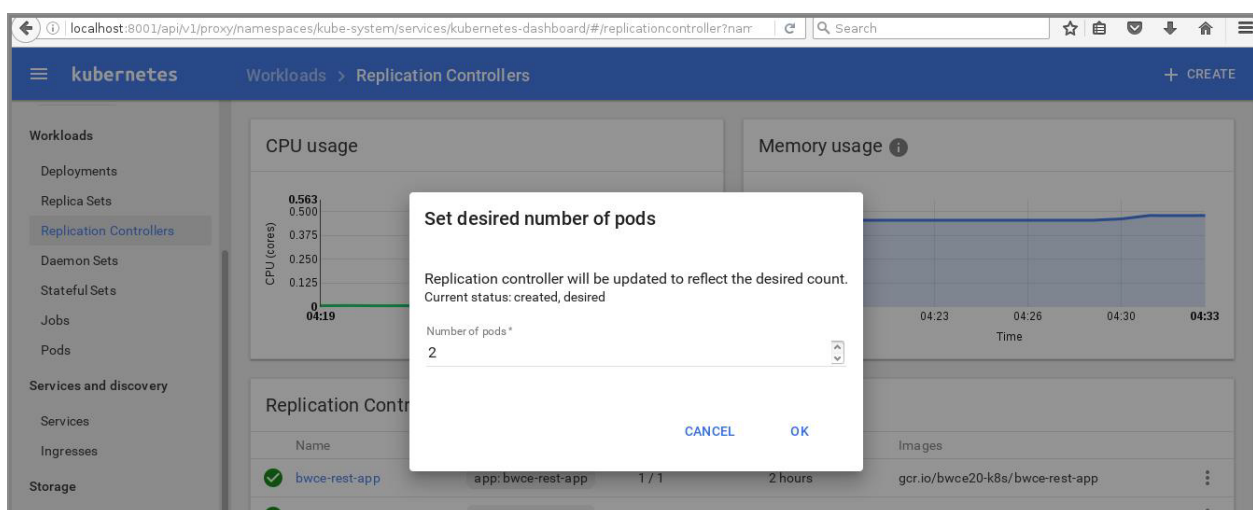 localhost:8001/api/v1/proxy/namespaces/kube-system/services/kubernetes-dashboard/#/replicationcontroller?nam
Search
kubernetes
Workloads > Replication Controllers
+ CREATE
Workloads
Deployments
Replica Sets
Replication Controllers
Daemon Sets
Stateful Sets
Jobs
Pods
Services and discovery
Services
Ingresses
Storage
CPU usage
CPU (cores)
0.563
0.500
0.375
0.250
0.125
0
04:19
Memory usage
04:23 04:26 04:30 04:33
Time
Set desired number of pods
Replication controller will be updated to reflect the desired count.
Current status: created, desired
Number of pods *
2
CANCEL OK
Replication Contr
Name Images
bwce-rest-app app: bwce-rest-app 1 / 1 2 hours gcr.io/bwce20-k8s/bwce-rest-app